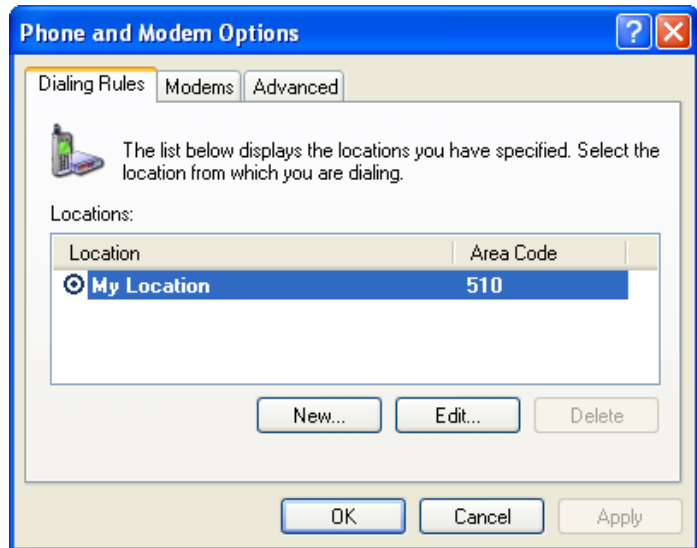 Phone and Modem Options
Dialing Rules Modems Advanced
The list below displays the locations you have specified. Select the
location from which you are dialing.
Locations:
Location Area Code
My Location 510
New... Edit... Delete
OK Cancel Apply